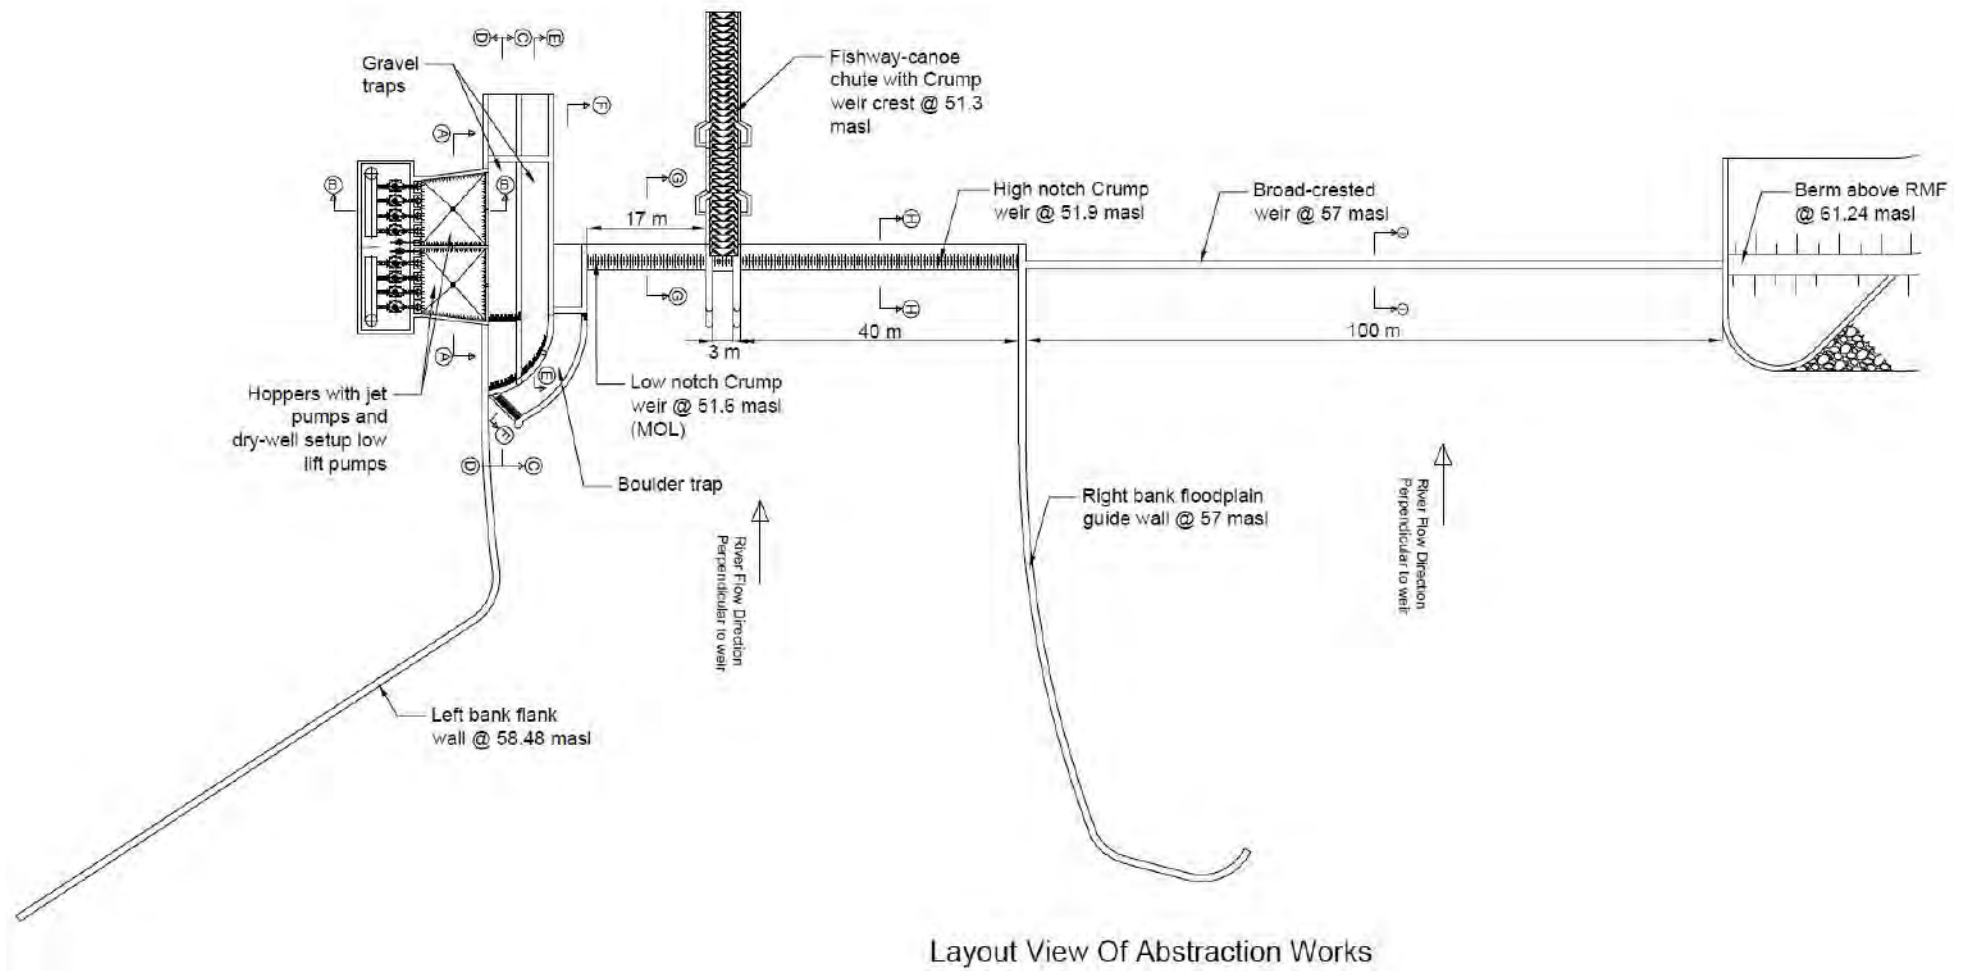 D C E
Gravel
traps
F
A
B
B
Fishway-canoe
chute with Crump
weir crest @ 51.3
masl
G
17 m
High notch Crump
weir @ 51.9 masl
H
Broad-crested
weir @ 57 masl
Berm above RMF
@ 61.24 masl
G
H
A
E
3 m
40 m
100 m
Hoppers with jet
pumps and
dry-well setup low
lift pumps
Low notch Crump
weir @ 51.6 masl
(MOL)
F
D C
Boulder trap
Right bank floodplain
guide wall @ 57 masl
River Flow Direction
Perpendicular to weir
River Flow Direction
Perpendicular to weir
Left bank flank
wall @ 58.48 masl
Layout View Of Abstraction Works